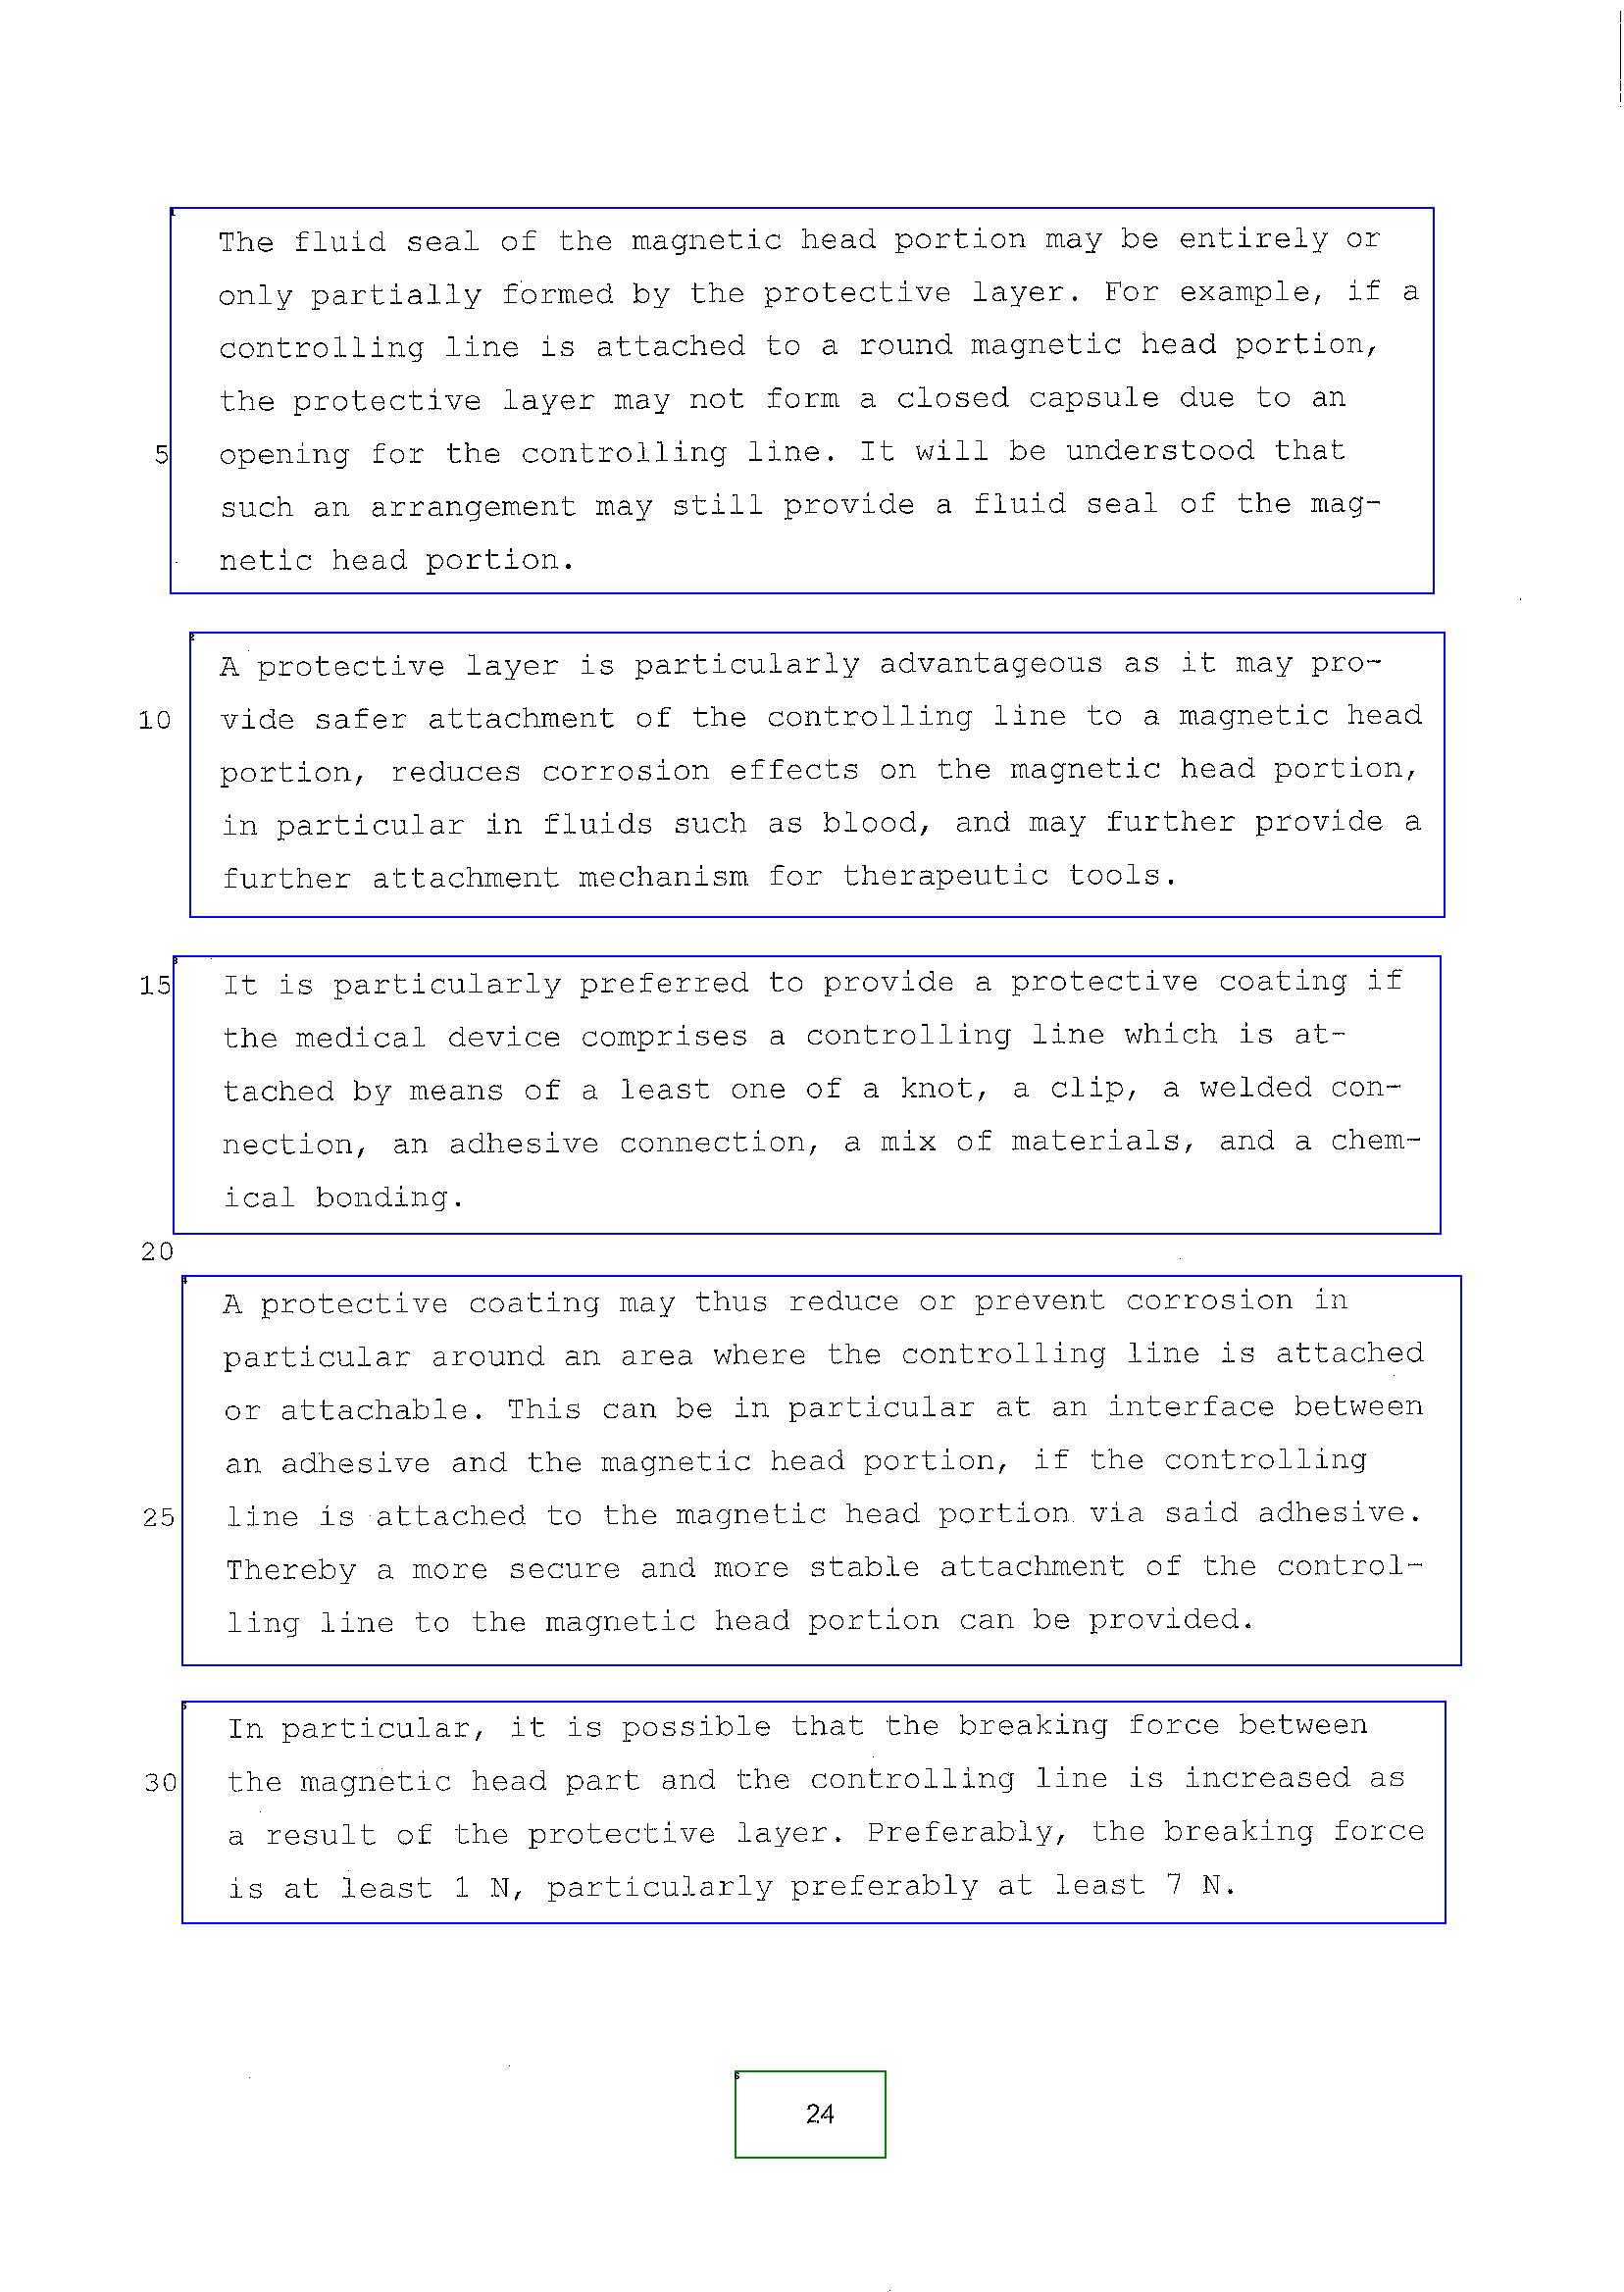 The fluid seal of the magnetic head portion may be entirely or
only partially formed by the protective layer. For example, if a
controlling line is attached to a round magnetic head portion,
the protective layer may not form a closed capsule due to an
5 opening for the controlling line. It will be understood that
such an arrangement may still provide a fluid seal of the mag-
netic head portion.
A protective layer is particularly advantageous as it may pro-
10 vide safer attachment of the controlling line to a magnetic head
portion, reduces corrosion effects on the magnetic head portion,
in particular in fluids such as blood, and may further provide a
further attachment mechanism for therapeutic tools.
15 It is particularly preferred to provide a protective coating if
the medical device comprises a controlling line which is at-
tached by means of a least one of a knot, a clip, a welded con-
nection, an adhesive connection, a mix of materials, and a chem-
ical bonding.
20
A protective coating may thus reduce or prevent corrosion in
particular around an area where the controlling line is attached
or attachable. This can be in particular at an interface between
an adhesive and the magnetic head portion, if the controlling
25 line is attached to the magnetic head portion via said adhesive.
Thereby a more secure and more stable attachment of the control-
ling line to the magnetic head portion can be provided.
In particular, it is possible that the breaking force between
30 the magnetic head part and the controlling line is increased as
a result of the protective layer. Preferably, the breaking force
is at least 1 N, particularly preferably at least 7 N.
24